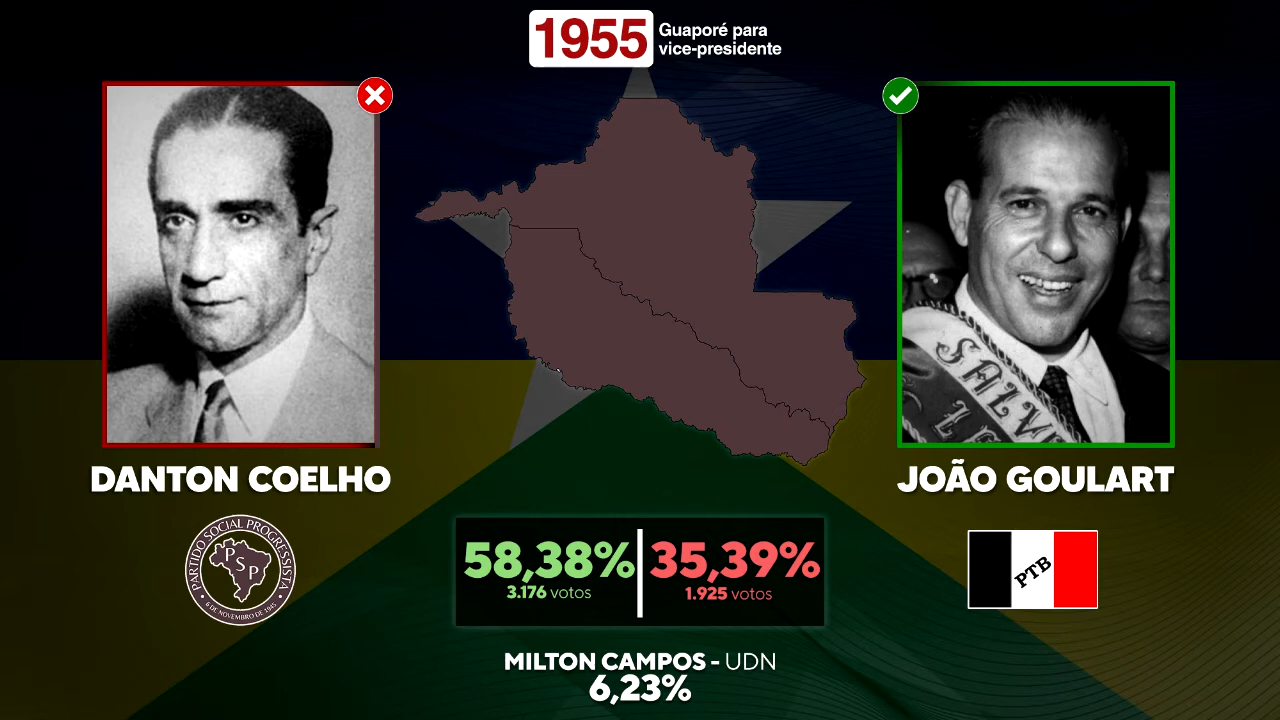 1955
Guaporé para
vice-presidente
SALV
DANTON COELHO
JOÃO GOULART
PARTIDO SOCIAL PROGRESSISTA
PSP
6 DE NOVEMBRO DE 1945
PTB
58,38%
3.176 votos
35,39%
1.925 votos
MILTON CAMPOS - UDN
6,23%